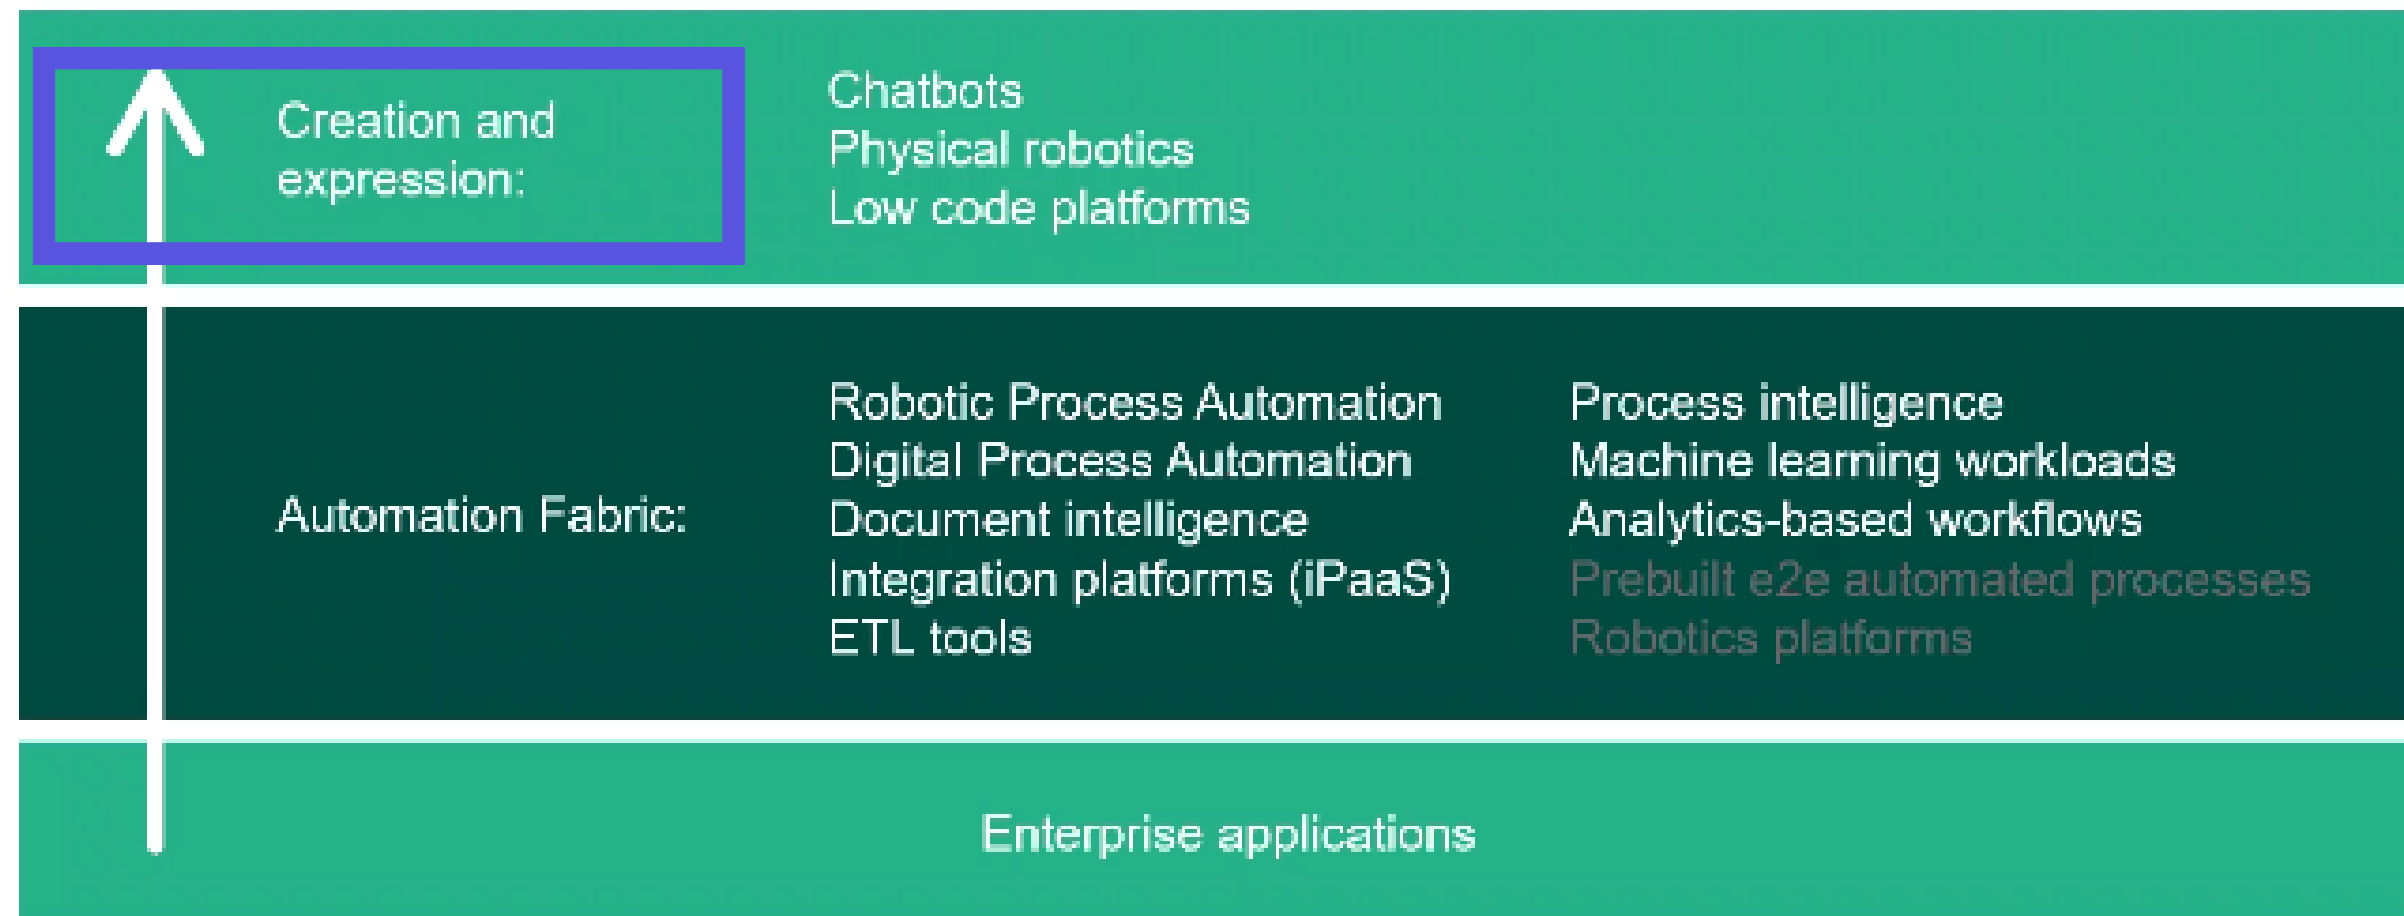 Creation and
expression:
Chatbots
Physical robotics
Low code platforms
Automation Fabric:
Robotic Process Automation
Digital Process Automation
Document intelligence
Integration platforms (iPaaS)
ETL tools
Process intelligence
Machine learning workloads
Analytics-based workflows
Prebuilt e2e automated processes
Robotics platforms
Enterprise applications